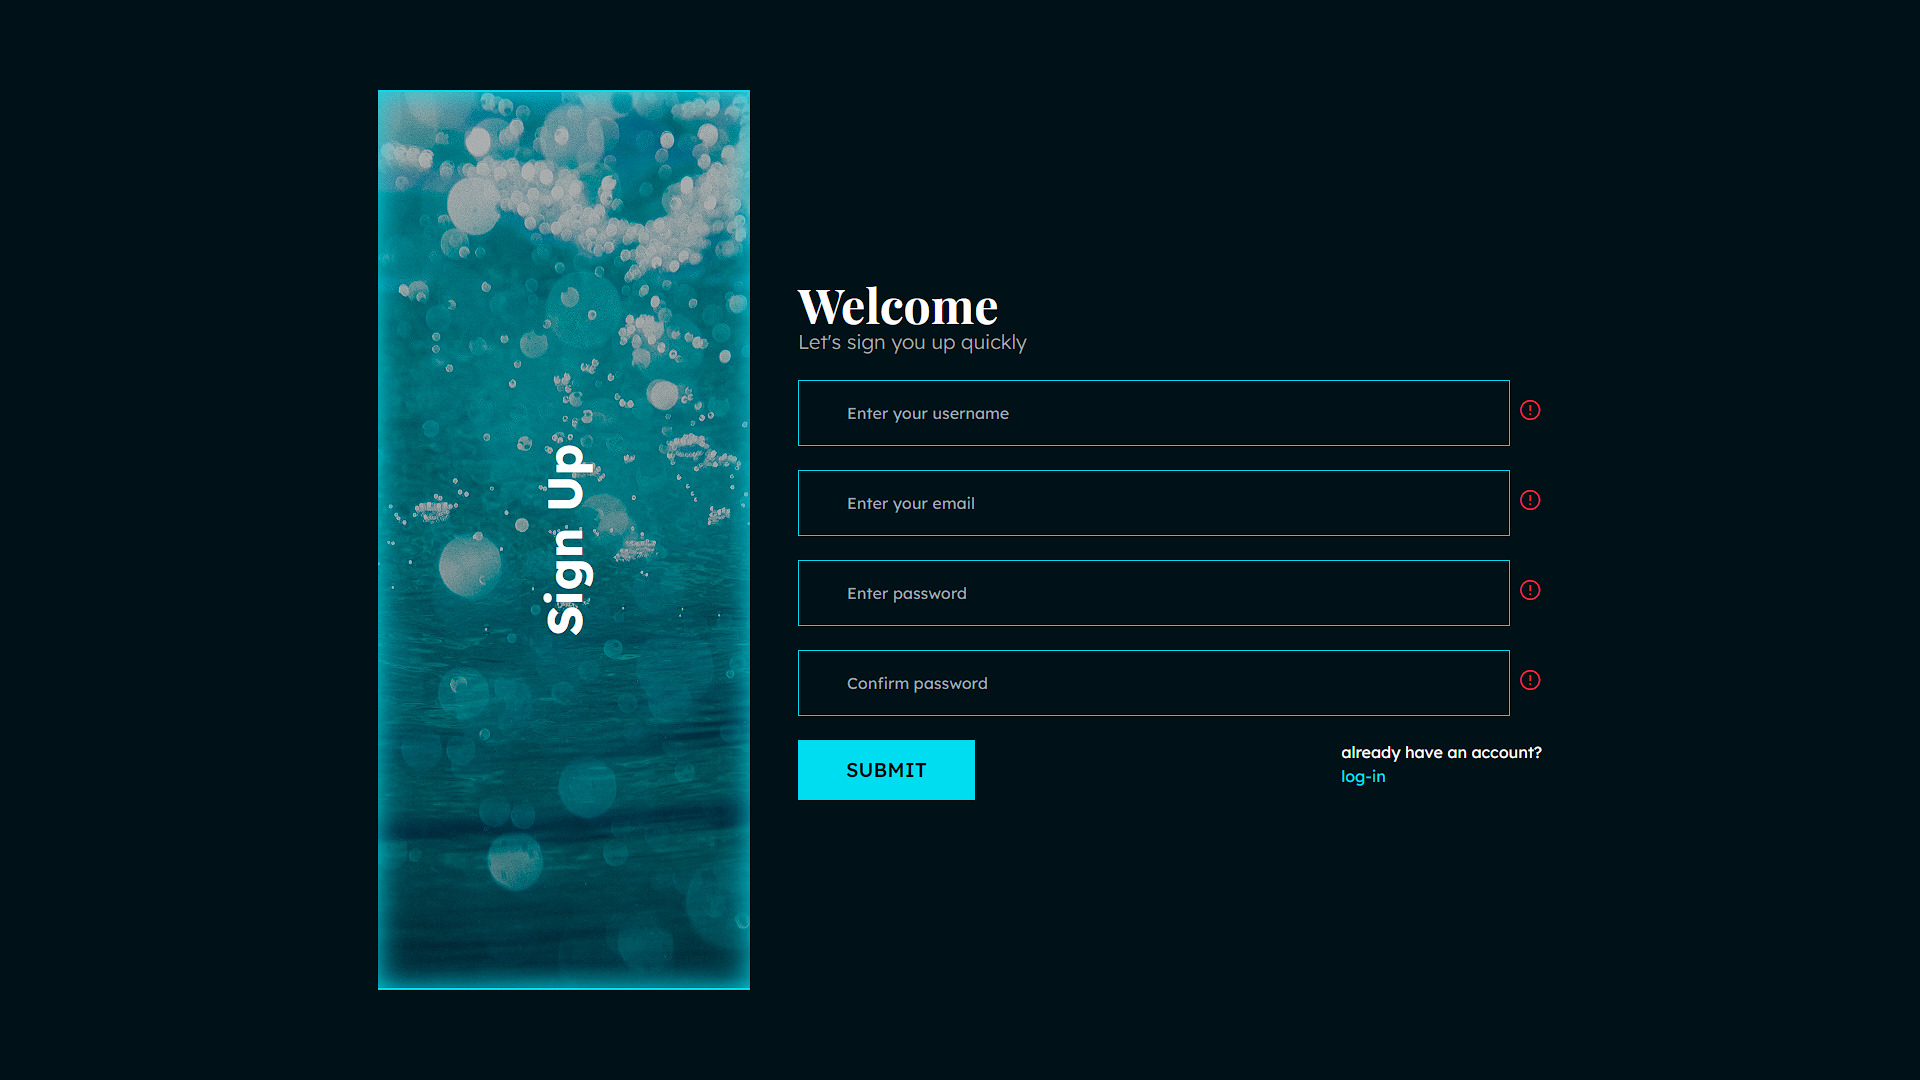 Sign Up
Welcome
Let's sign you up quickly
Enter your username
Enter your email
Enter password
Confirm password
SUBMIT
already have an account?
log-in